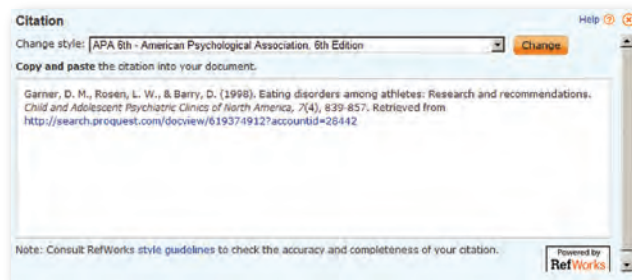 Citation Help
Change style: APA 6th - American Psychological Association, 6th Edition Change
Copy and paste the citation into your document.
Garner, D. M., Rosen, L. W., & Barry, D. (1998). Eating disorders among athletes: Research and recommendations.
Child and Adolescent Psychiatric Clinics of North America, 7(4), 839-857. Retrieved from
http://search.proquest.com/docview/619374912?accountid=28442
Note: Consult RefWorks style guidelines to check the accuracy and completeness of your citation.
Powered by
RefWorks